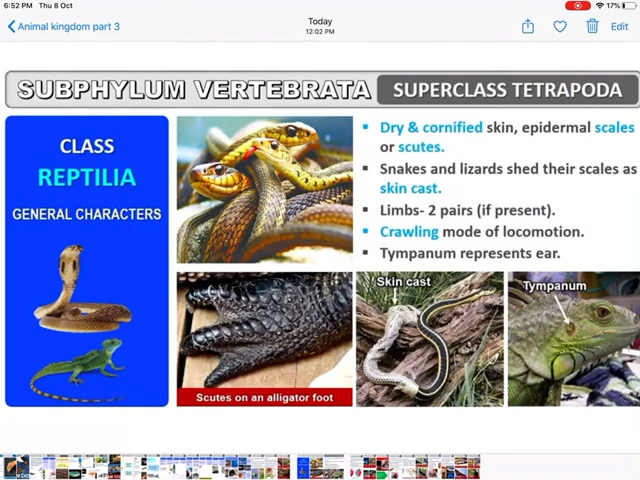 6:52 PM Thu 8 Oct
17%
Animal kingdom part 3
Today
12:02 PM
Edit
SUBPHYLUM VERTEBRATA
SUPERCLASS TETRAPODA
CLASS
REPTILIA
GENERAL CHARACTERS
Dry & cornified skin, epidermal scales
or scutes.
Snakes and lizards shed their scales as
skin cast.
Limbs- 2 pairs (if present).
Crawling mode of locomotion.
Tympanum represents ear.
Scutes on an alligator foot
Skin cast
Tympanum